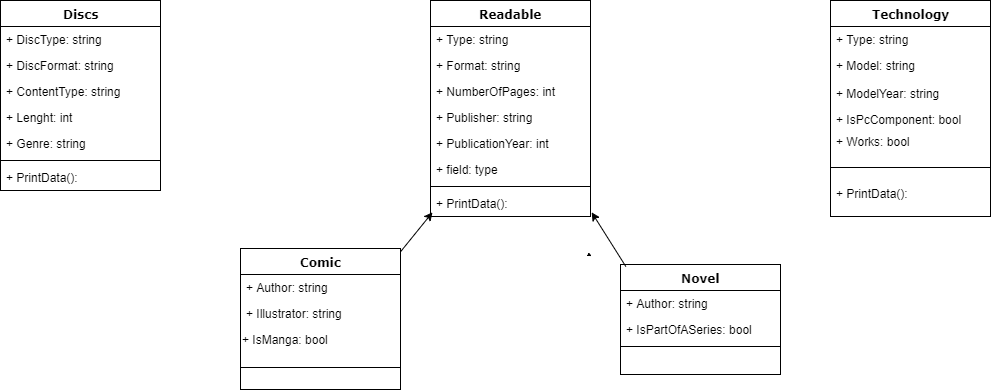 Discs
+ DiscType: string
+ DiscFormat: string
+ ContentType: string
+ Lenght: int
+ Genre: string
+ PrintData():
Readable
+ Type: string
+ Format: string
+ NumberOfPages: int
+ Publisher: string
+ PublicationYear: int
+ field: type
+ PrintData():
Technology
+ Type: string
+ Model: string
+ ModelYear: string
+ IsPcComponent: bool
+ Works: bool
+ PrintData():
Comic
+ Author: string
+ Illustrator: string
+ IsManga: bool
Novel
+ Author: string
+ IsPartOfASeries: bool